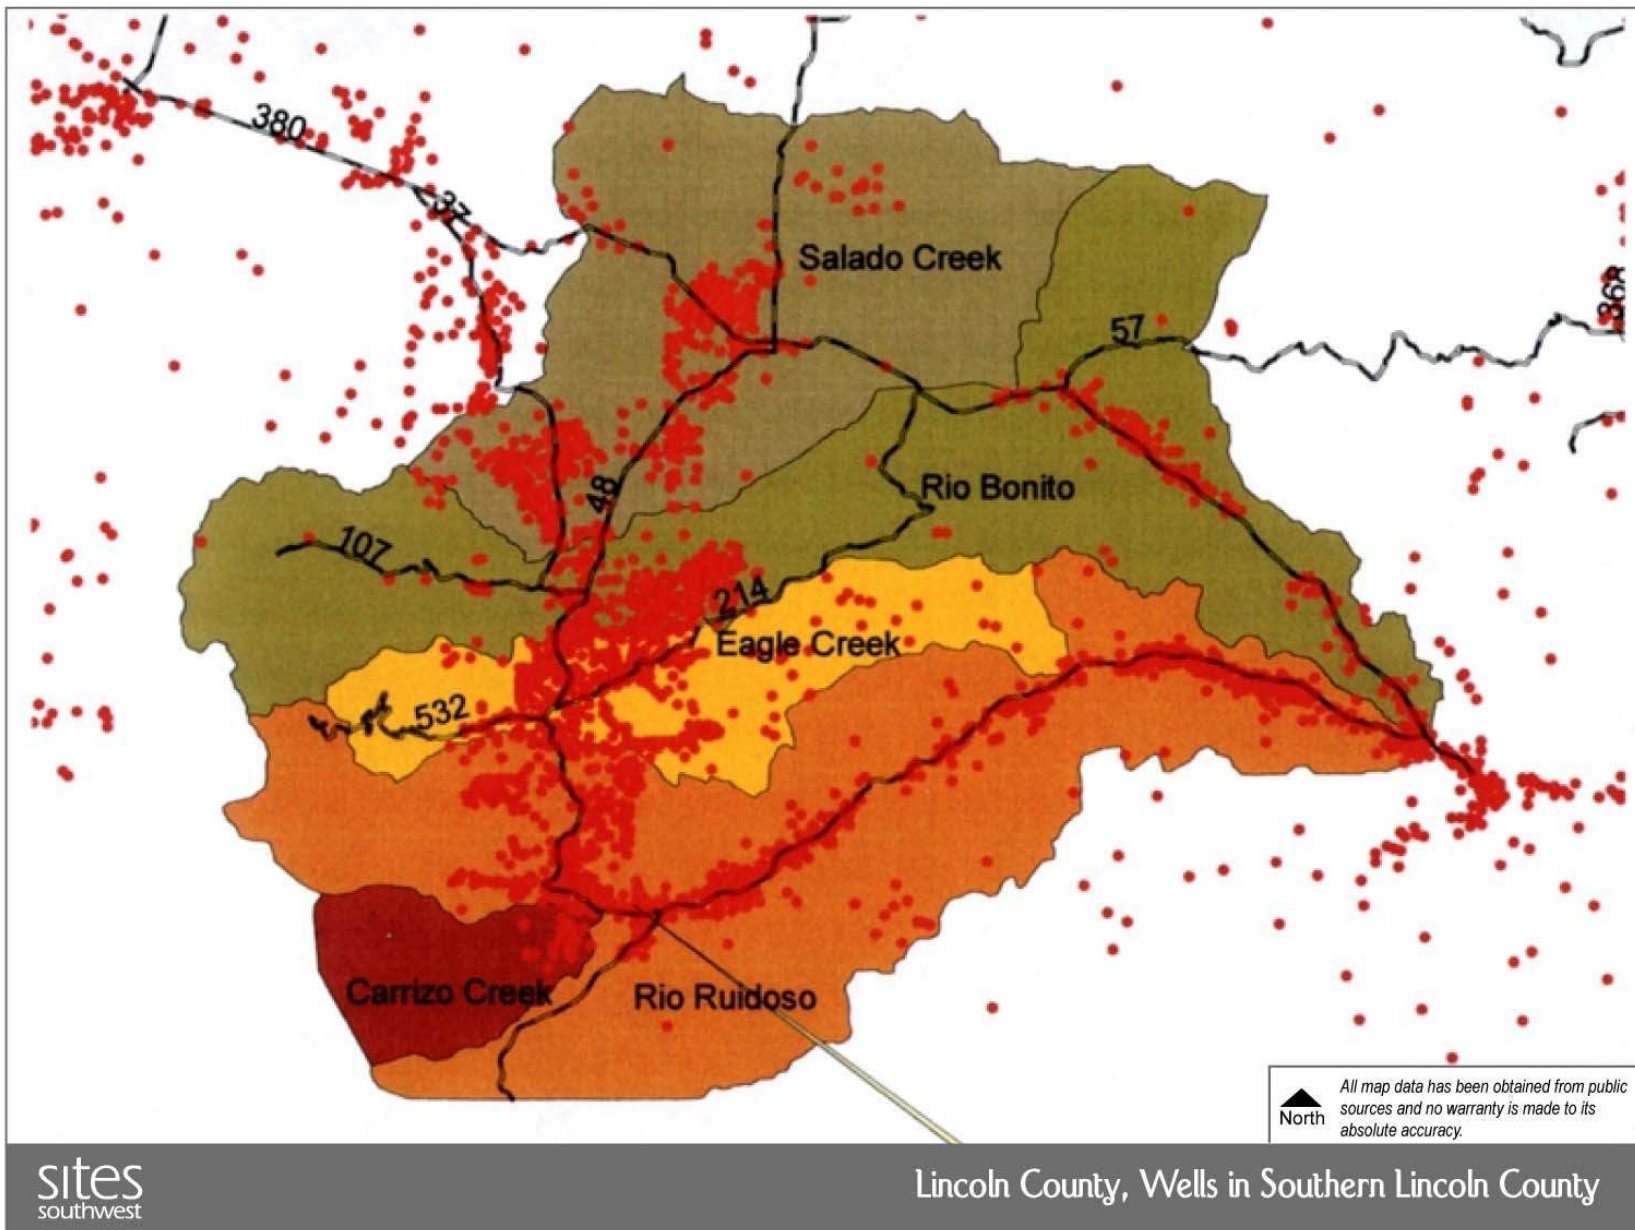 380
37
Salado Creek
57
368
Rio Bonito
48
107
214
Eagle Creek
532
Carrizo Creek
Rio Ruidoso
North
All map data has been obtained from public
sources and no warranty is made to its
absolute accuracy.
sites
southwest
Lincoln County, Wells in Southern Lincoln County